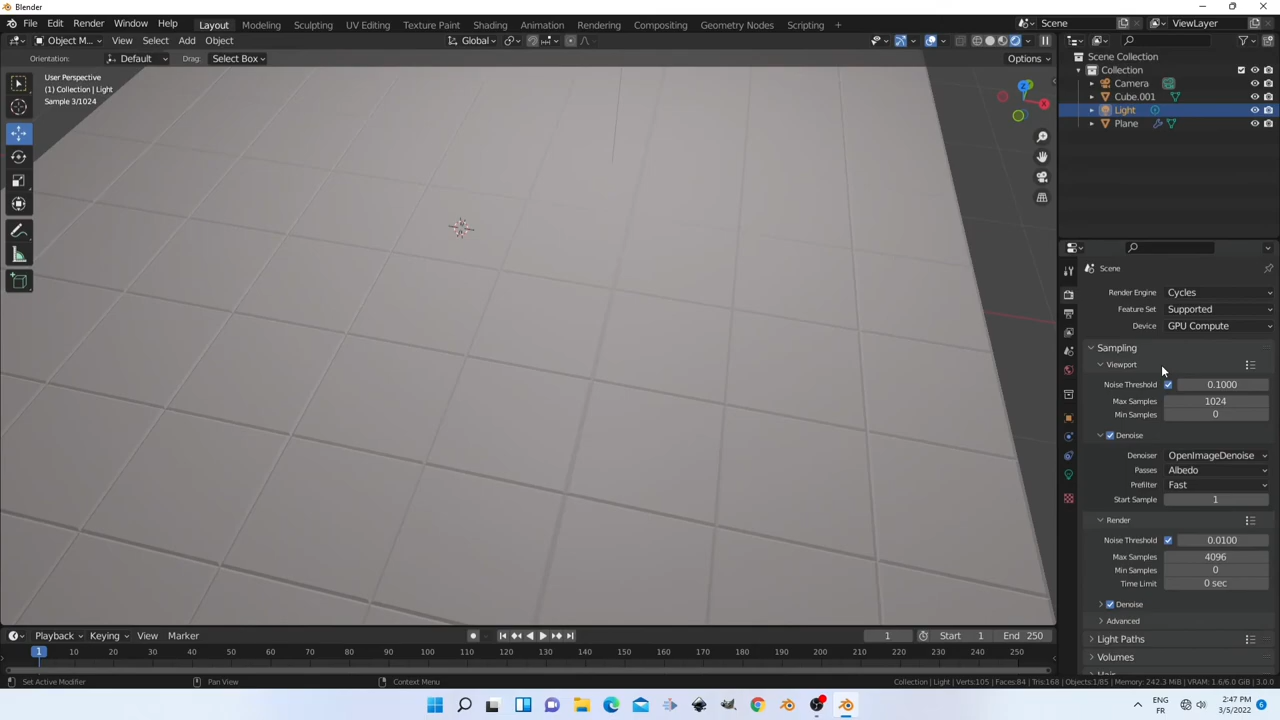 Blender
File Edit Render Window Help Layout Modeling Sculpting UV Editing Texture Paint Shading Animation Rendering Compositing Geometry Nodes Scripting + Scene ViewLayer
Object M... View Select Add Object Global
Orientation: Default Drag: Select Box Options
User Perspective
(1) Collection | Light
Sample 3/1024
Z
X
Scene Collection
Collection
Camera
Cube.001
Light
Plane
Scene
Render Engine Cycles
Feature Set Supported
Device GPU Compute
Sampling
Viewport
Noise Threshold 0.1000
Max Samples 1024
Min Samples 0
Denoise
Denoiser OpenImageDenoise
Passes Albedo
Prefilter Fast
Start Sample 1
Render
Noise Threshold 0.0100
Max Samples 4096
Min Samples 0
Time Limit 0 sec
Denoise
Advanced
Light Paths
Volumes
Hair
Playback Keying View Marker 1 Start 1 End 250
1 10 20 30 40 50 60 70 80 90 100 110 120 130 140 150 160 170 180 190 200 210 220 230 240 250
Set Active Modifier Pan View Context Menu Collection | Light | Verts:105 | Faces:84 | Tris:168 | Objects:1/85 | Memory: 242.3 MiB | VRAM: 1.6/6.0 GiB | 3.0.0
ENG
FR
2:47 PM
3/5/2022